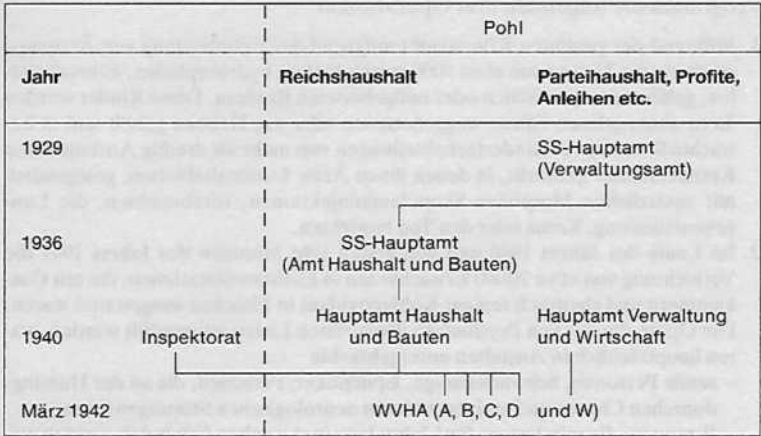 Pohl
Jahr Reichshaushalt Parteihaushalt, Profite,
Anleihen etc.
1929 SS-Hauptamt
(Verwaltungsamt)
1936 SS-Hauptamt
(Amt Haushalt und Bauten)
Hauptamt Haushalt Hauptamt Verwaltung
1940 Inspektorat und Bauten und Wirtschaft
März 1942 WVHA (A, B, C, D und W)